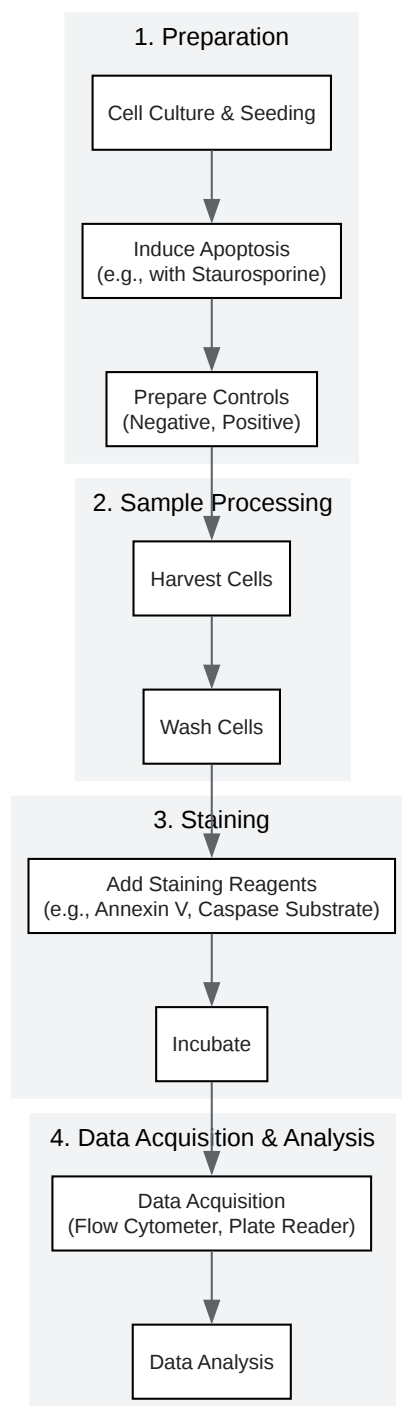 1. Preparation
Cell Culture & Seeding
Induce Apoptosis
(e.g., with Staurosporine)
Prepare Controls
(Negative, Positive)
2. Sample Processing
Harvest Cells
Wash Cells
3. Staining
Add Staining Reagents
(e.g., Annexin V, Caspase Substrate)
Incubate
4. Data Acquisition & Analysis
Data Acquisition
(Flow Cytometer, Plate Reader)
Data Analysis